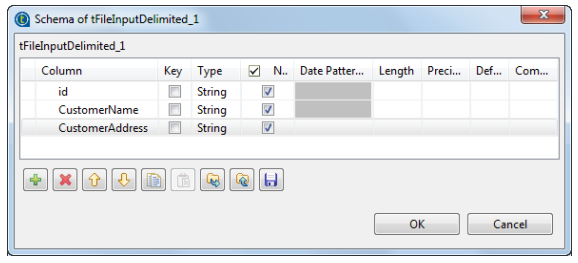 Schema of tFileInputDelimited_1
tFileInputDelimited_1
Column Key Type N.. Date Patter... Length Preci... Def... Com...
id String
CustomerName String
CustomerAddress String
OK Cancel